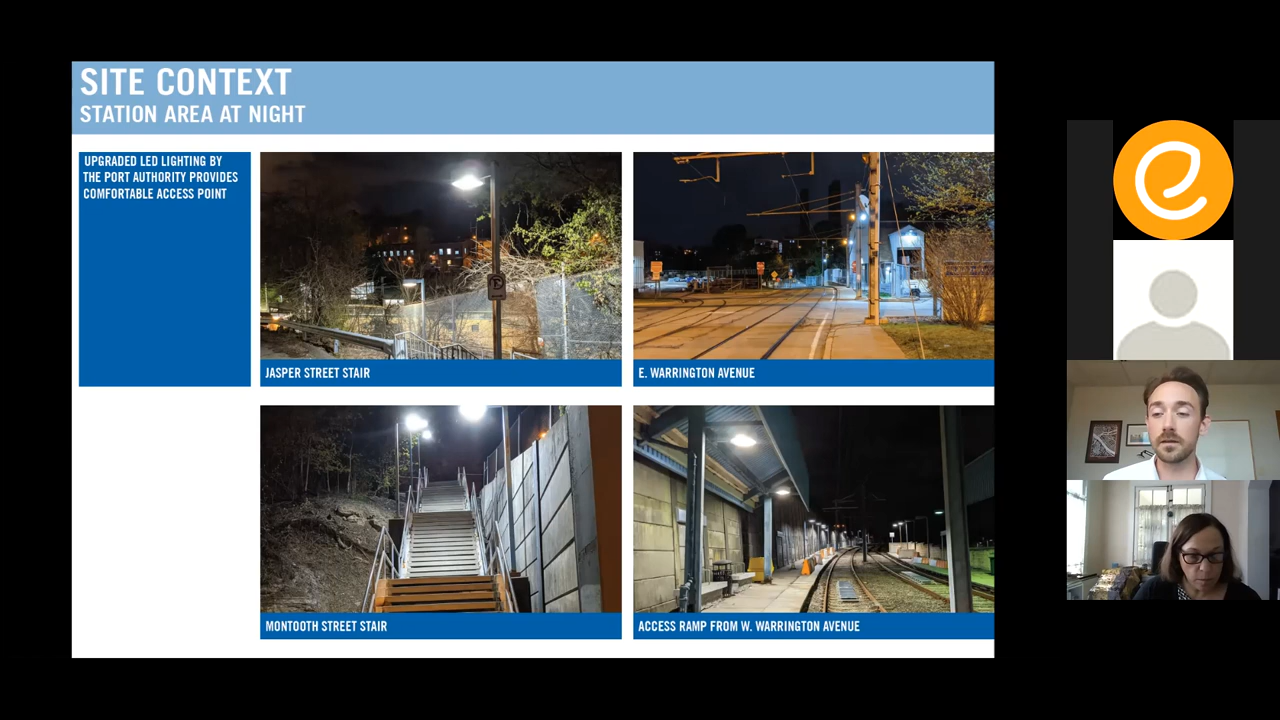 SITE CONTEXT
STATION AREA AT NIGHT
UPGRADED LED LIGHTING BY
THE PORT AUTHORITY PROVIDES
COMFORTABLE ACCESS POINT
JASPER STREET STAIR
E. WARRINGTON AVENUE
MONTOOTH STREET STAIR
ACCESS RAMP FROM W. WARRINGTON AVENUE